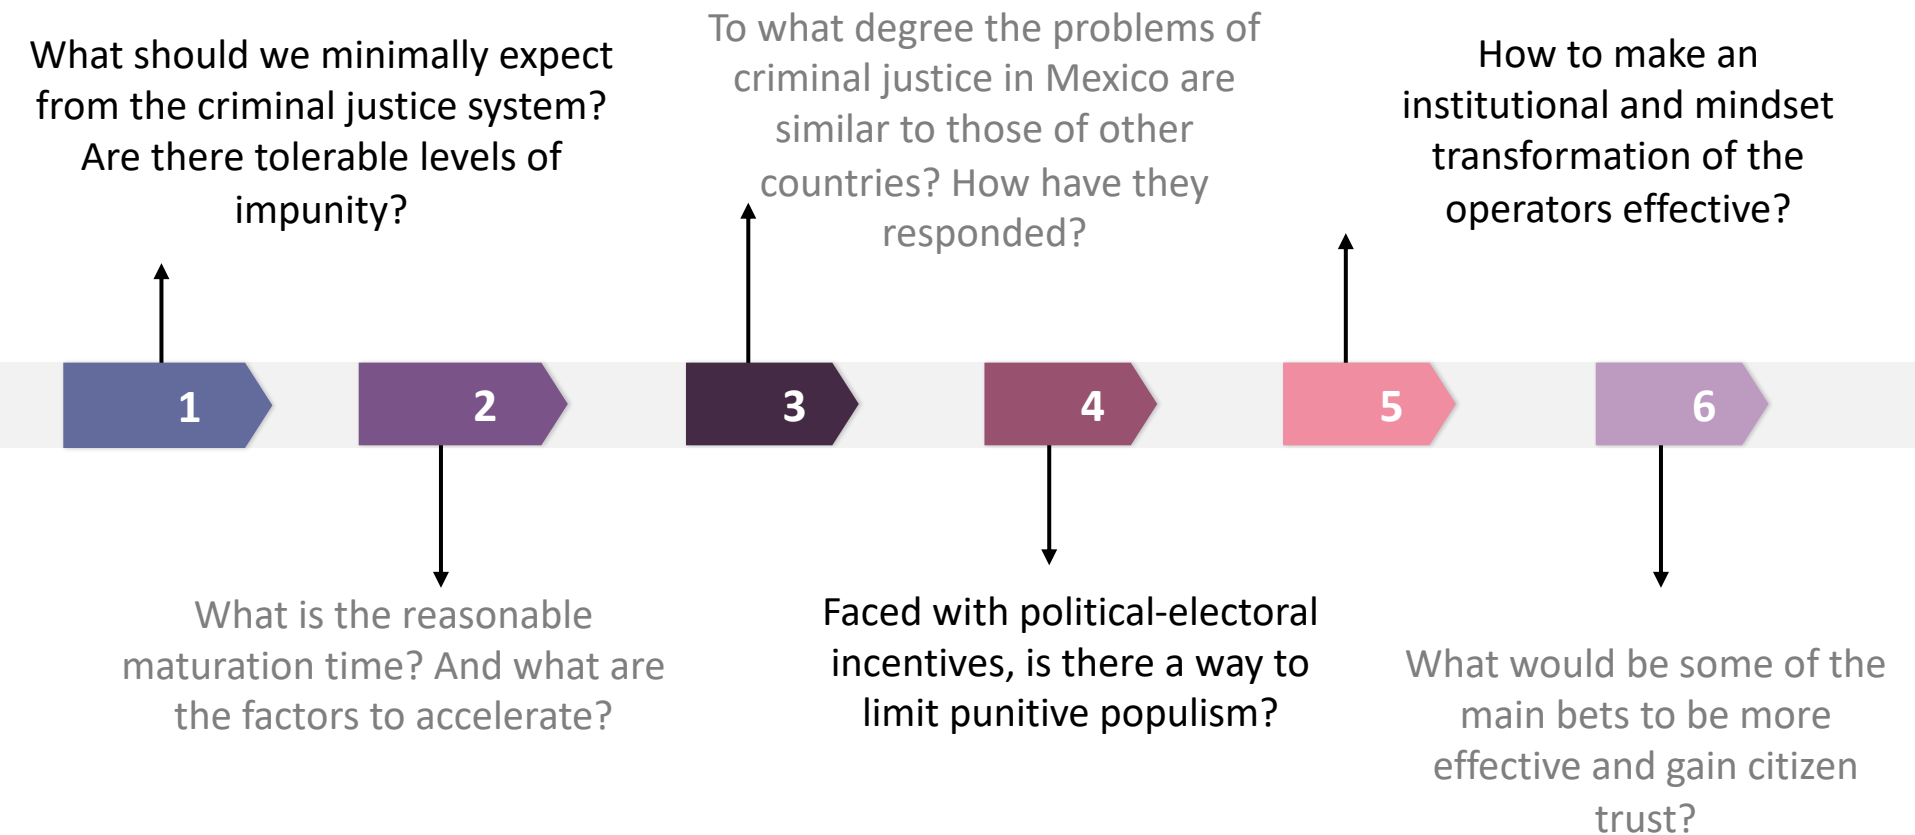 What should we minimally expect
from the criminal justice system?
Are there tolerable levels of
impunity?
To what degree the problems of
criminal justice in Mexico are
similar to those of other
countries? How have they
responded?
How to make an
institutional and mindset
transformation of the
operators effective?
1
2
3
4
5
6
What is the reasonable
maturation time? And what are
the factors to accelerate?
Faced with political-electoral
incentives, is there a way to
limit punitive populism?
What would be some of the
main bets to be more
effective and gain citizen
trust?